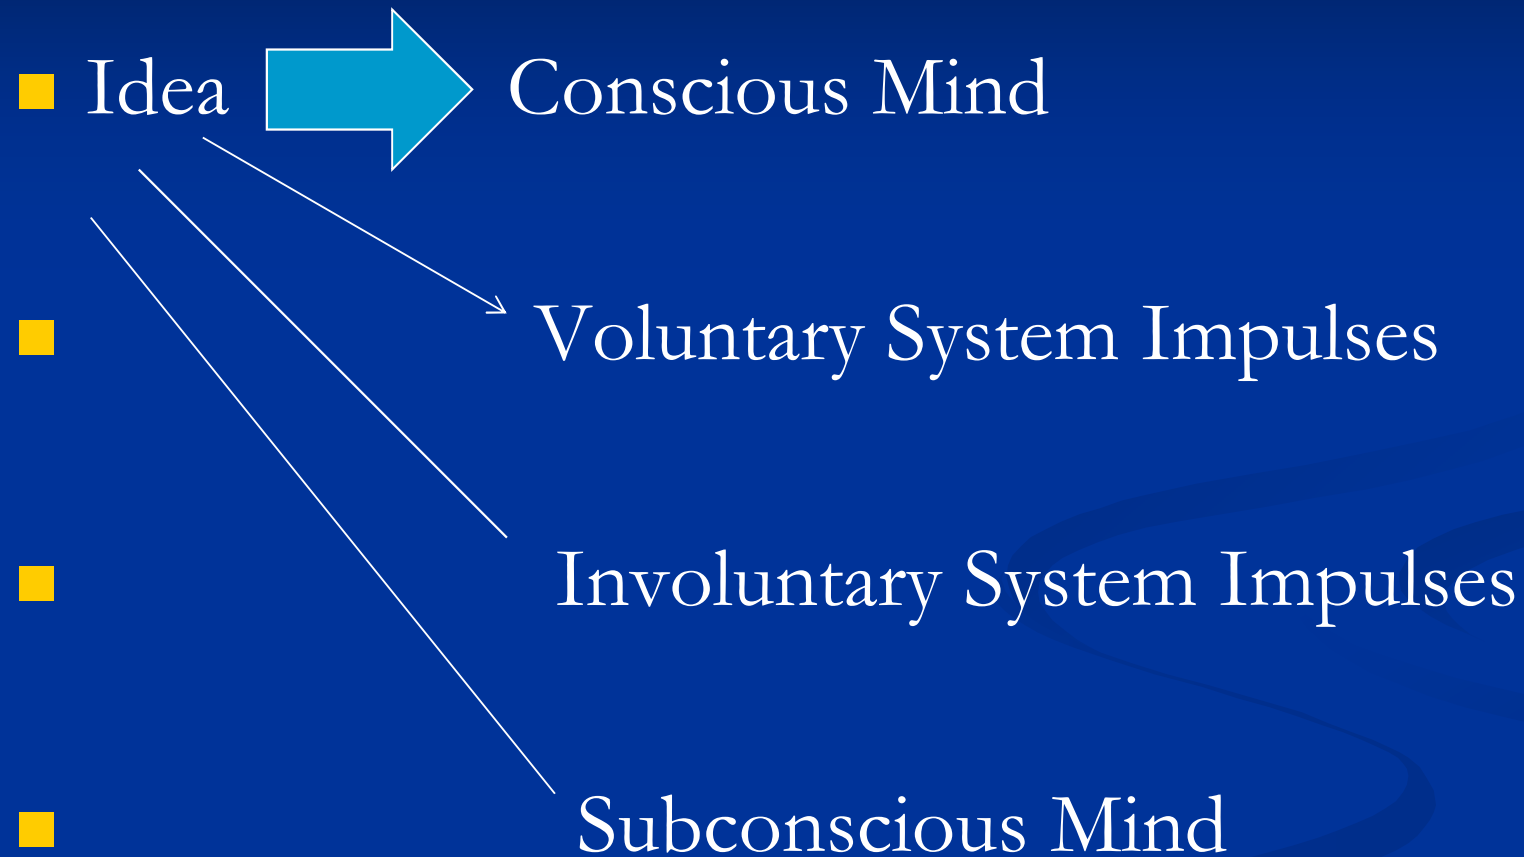 Idea Conscious Mind
Voluntary System Impulses
Involuntary System Impulses
Subconscious Mind